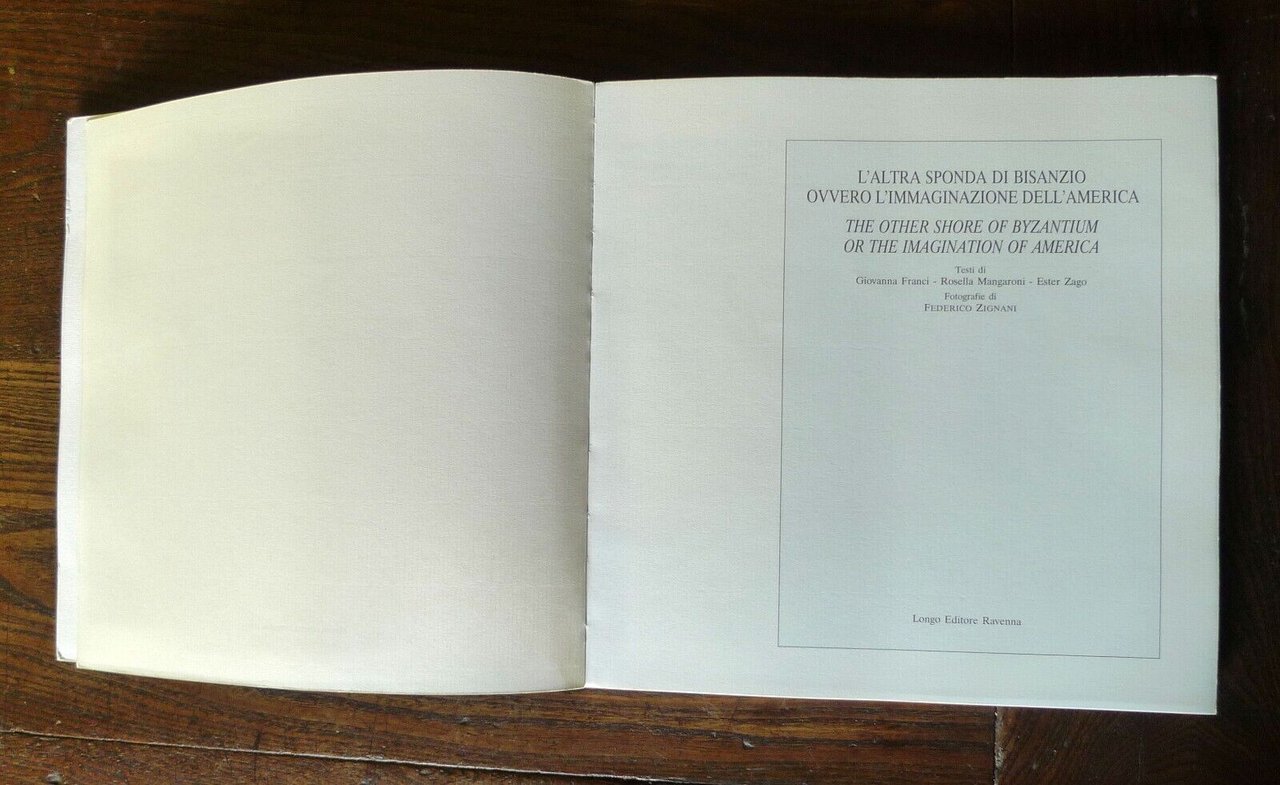 L'ALTRA SPONDA DI BISANZIO
OVVERO L'IMMAGINAZIONE DELL'AMERICA
THE OTHER SHORE OF BYZANTIUM
OR THE IMAGINATION OF AMERICA
Testi di
Giovanna Franci - Rosella Mangaroni - Ester Zago
Fotografie di
FEDERICO ZIGNANI
Longo Editore Ravenna